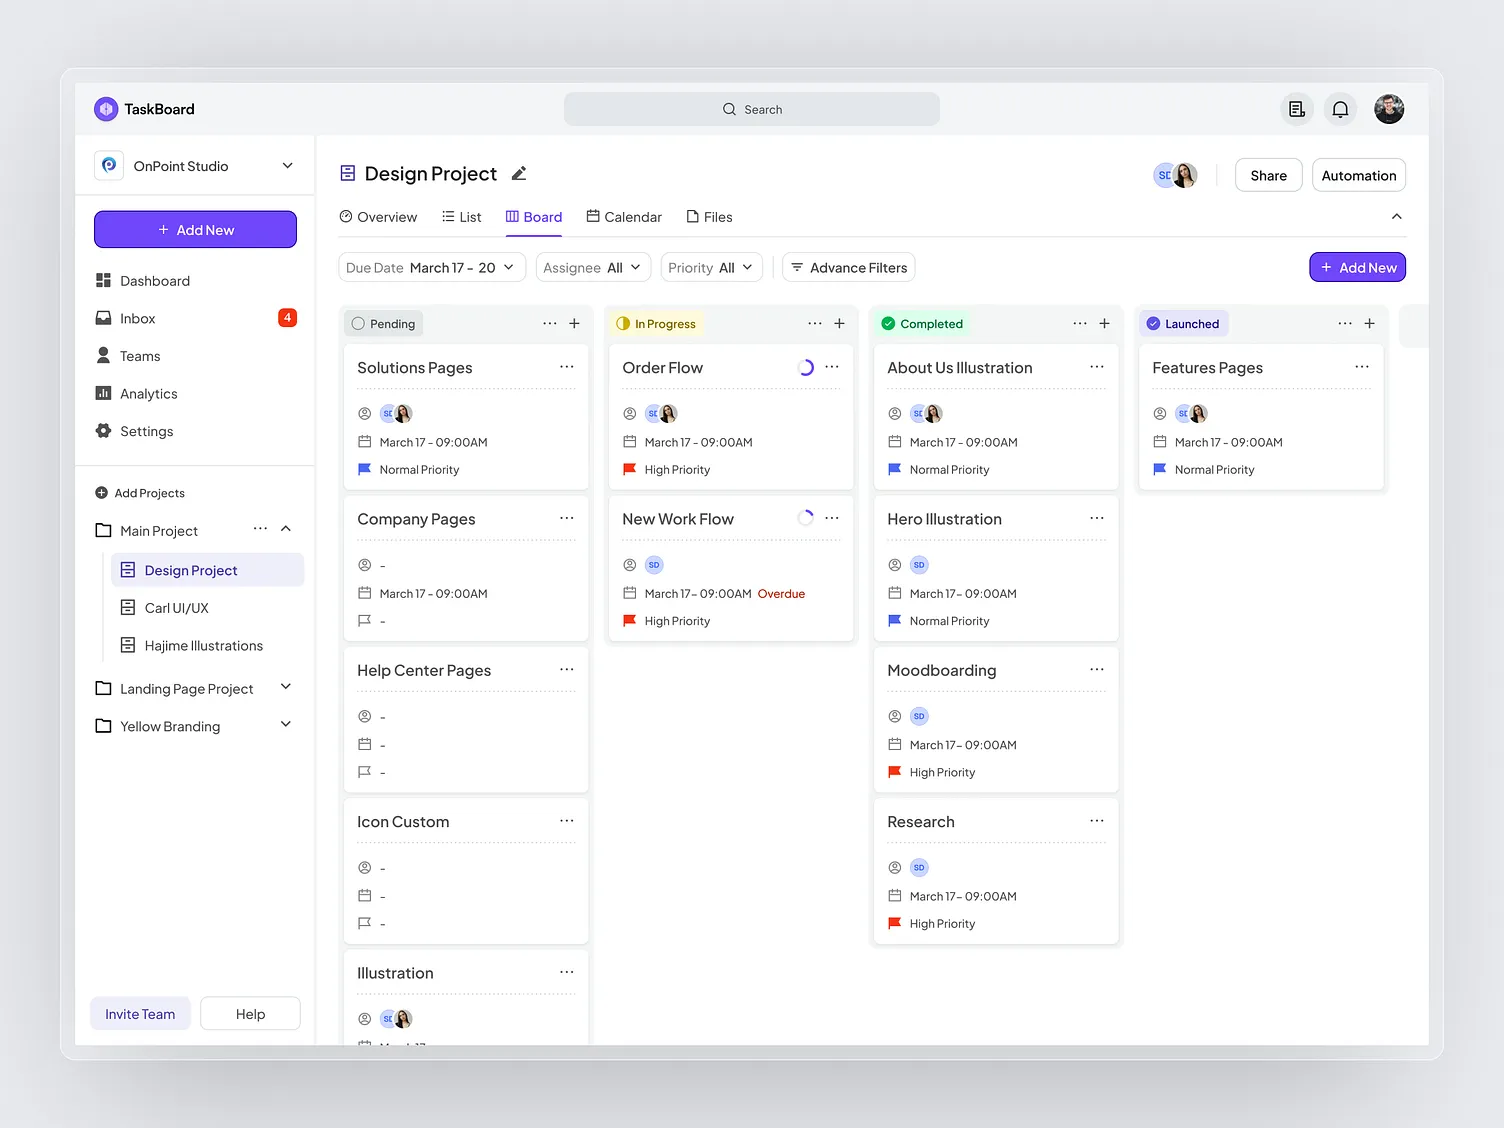 TaskBoard
Search
OnPoint Studio
Add New
Dashboard
Inbox 4
Teams
Analytics
Settings
Add Projects
Main Project
Design Project
Carl UI/UX
Hajime Illustrations
Landing Page Project
Yellow Branding
Invite Team
Help
Design Project
SD
Share
Automation
Overview
List
Board
Calendar
Files
Due Date March 17 - 20
Assignee All
Priority All
Advance Filters
Add New
Pending
Solutions Pages
SD
March 17 - 09:00AM
Normal Priority
Company Pages
-
March 17 - 09:00AM
-
Help Center Pages
-
-
-
Icon Custom
-
-
-
Illustration
SD
In Progress
Order Flow
SD
March 17 - 09:00AM
High Priority
New Work Flow
SD
March 17- 09:00AM Overdue
High Priority
Completed
About Us Illustration
SD
March 17 - 09:00AM
Normal Priority
Hero Illustration
SD
March 17- 09:00AM
Normal Priority
Moodboarding
SD
March 17- 09:00AM
High Priority
Research
SD
March 17- 09:00AM
High Priority
Launched
Features Pages
SD
March 17 - 09:00AM
Normal Priority